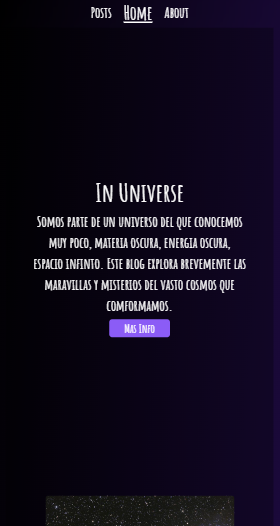 Posts Home About
In Universe
Somos parte de un universo del que conocemos
muy poco, materia oscura, energia oscura,
espacio infinto. Este blog explora brevemente las
maravillas y misterios del vasto cosmos que
comformamos.
Mas Info